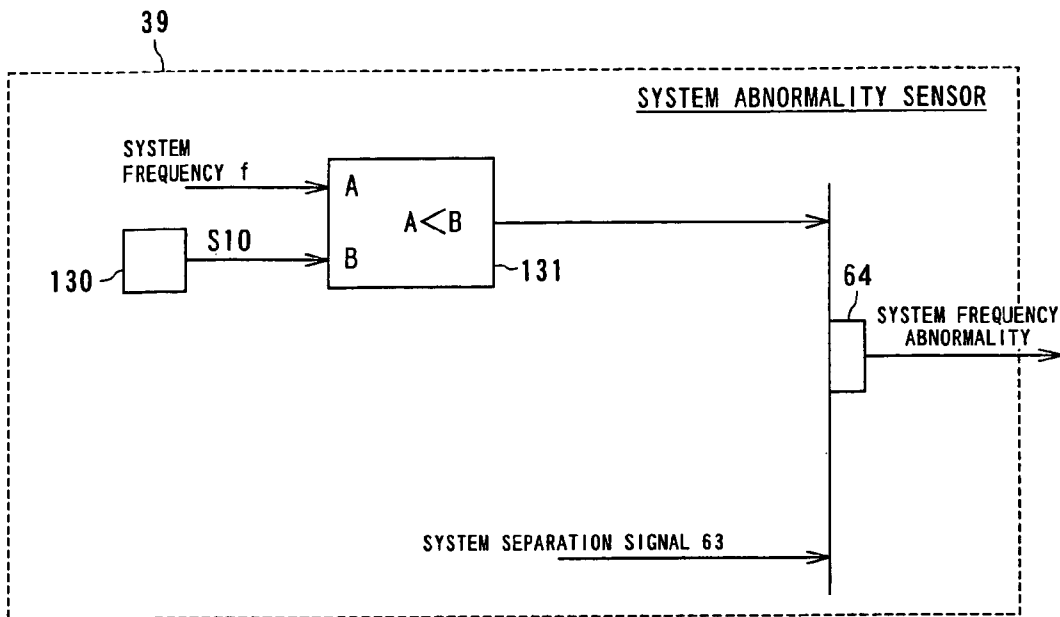 39
SYSTEM ABNORMALITY SENSOR
SYSTEM
FREQUENCY f
A
A<B
S10
B
130
131
64
SYSTEM FREQUENCY
ABNORMALITY
SYSTEM SEPARATION SIGNAL 63